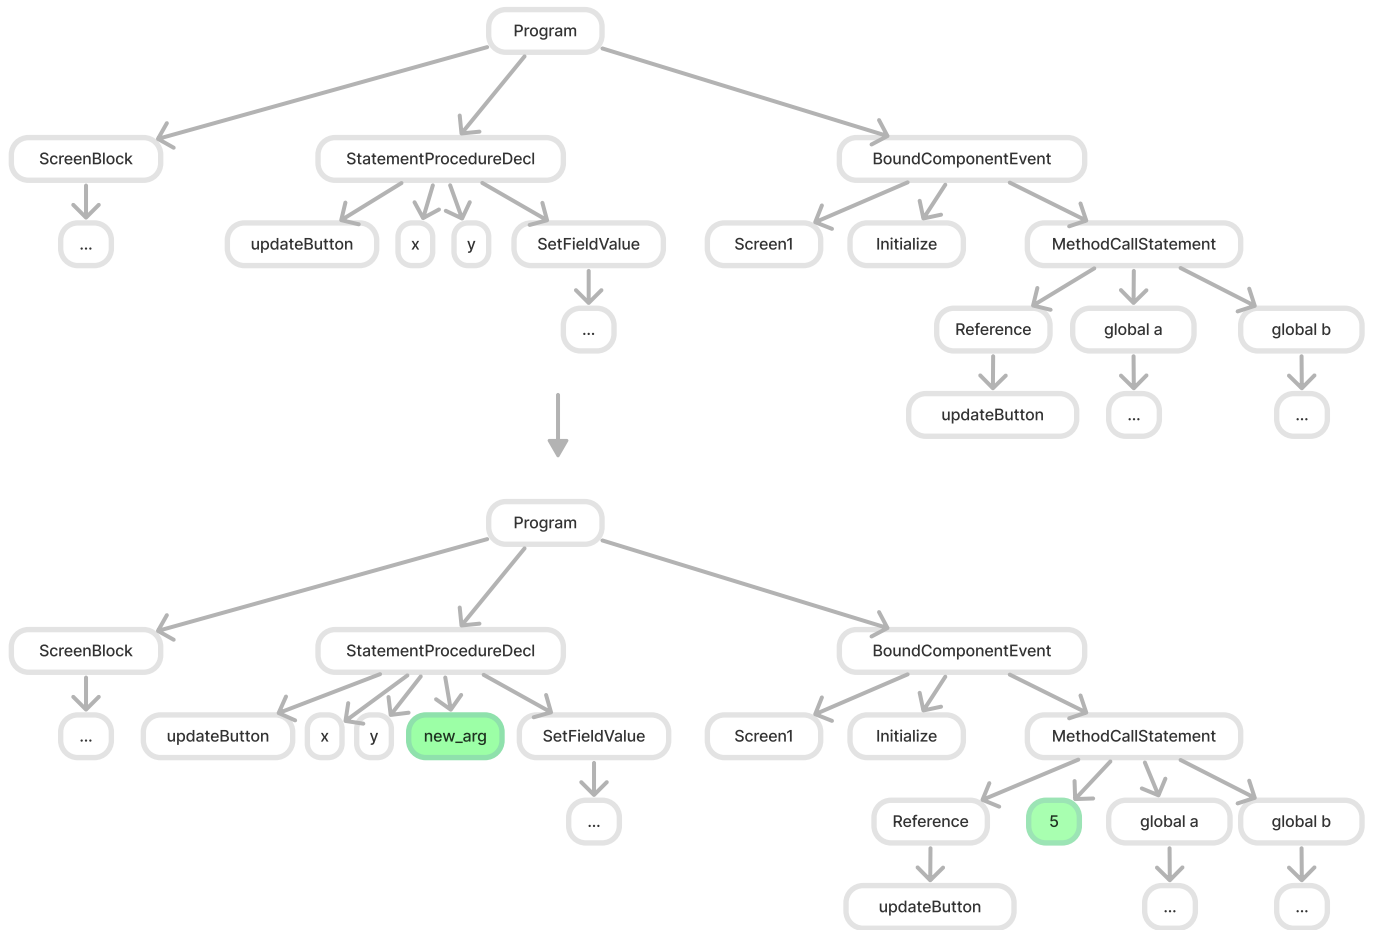 Program
ScreenBlock
StatementProcedureDecl
BoundComponentEvent
...
updateButton
x
y
SetFieldValue
Screen1
Initialize
MethodCallStatement
...
Reference
global a
global b
updateButton
...
...
Program
ScreenBlock
StatementProcedureDecl
BoundComponentEvent
...
updateButton
x
y
new_arg
SetFieldValue
Screen1
Initialize
MethodCallStatement
...
Reference
5
global a
global b
updateButton
...
...